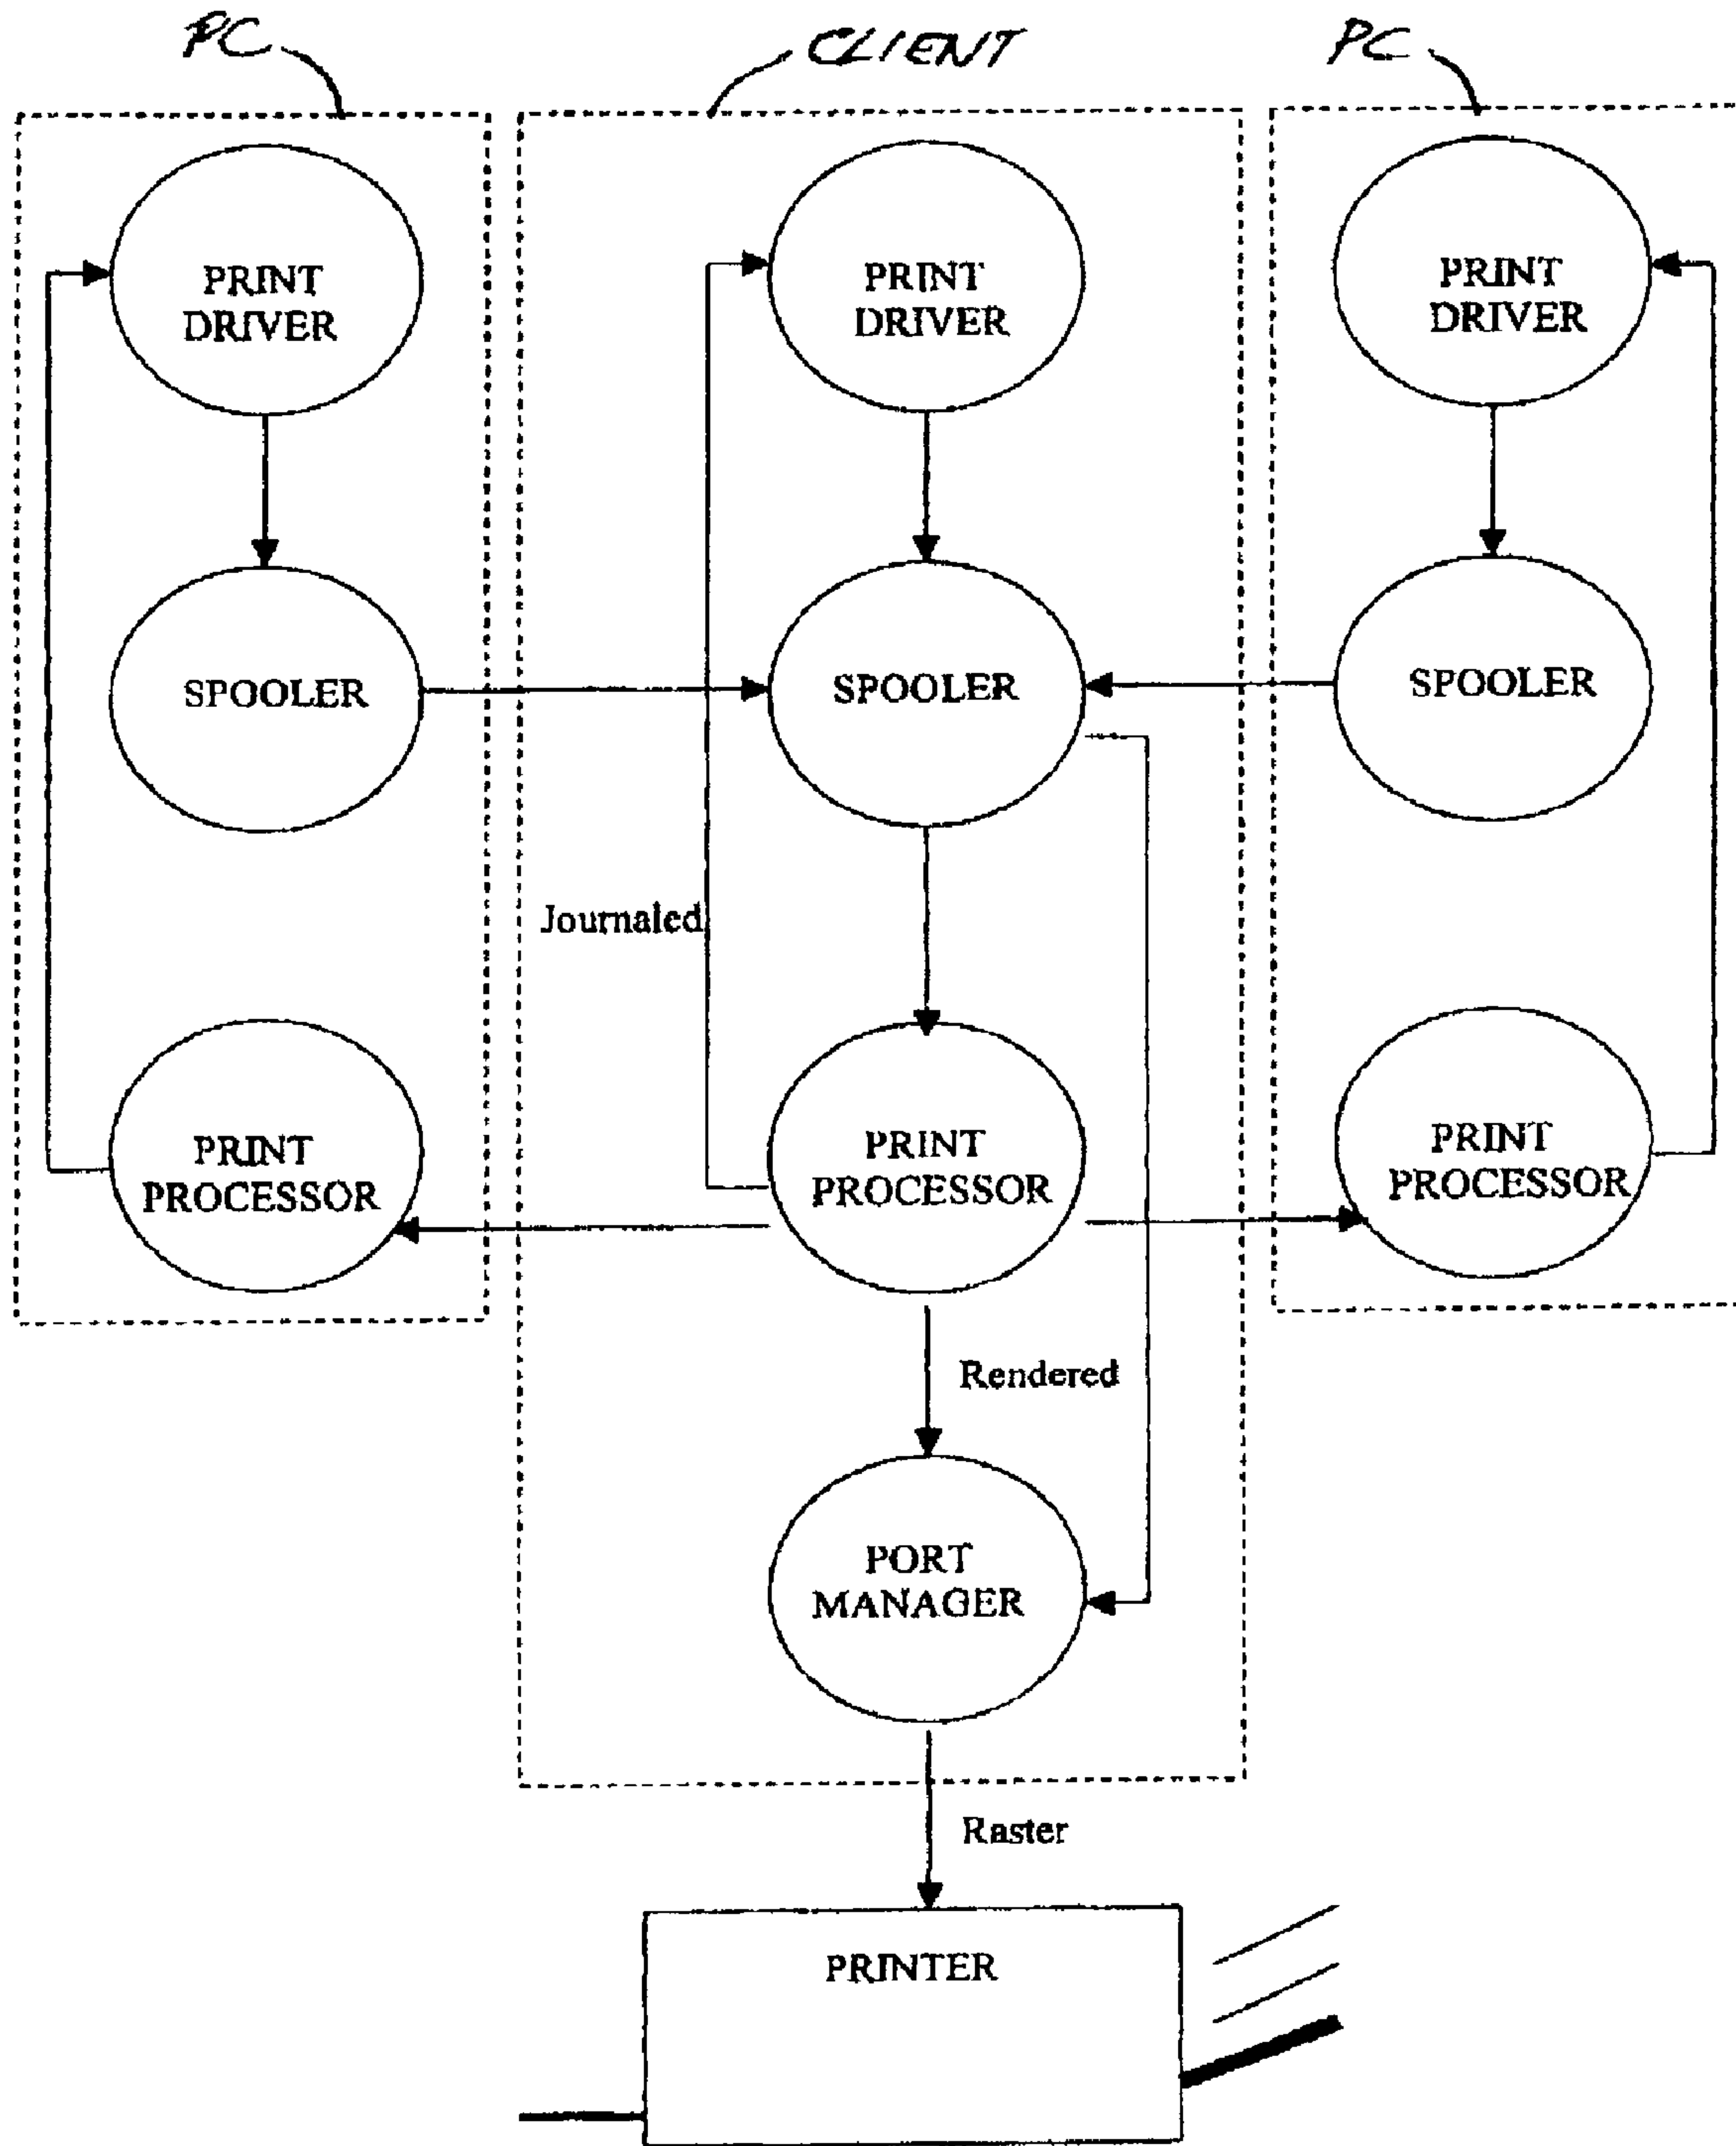 PC
CLIENT
PC
PRINT
DRIVER
PRINT
DRIVER
PRINT
DRIVER
SPOOLER
SPOOLER
SPOOLER
Journaled
PRINT
PROCESSOR
PRINT
PROCESSOR
PRINT
PROCESSOR
Rendered
PORT
MANAGER
Raster
PRINTER